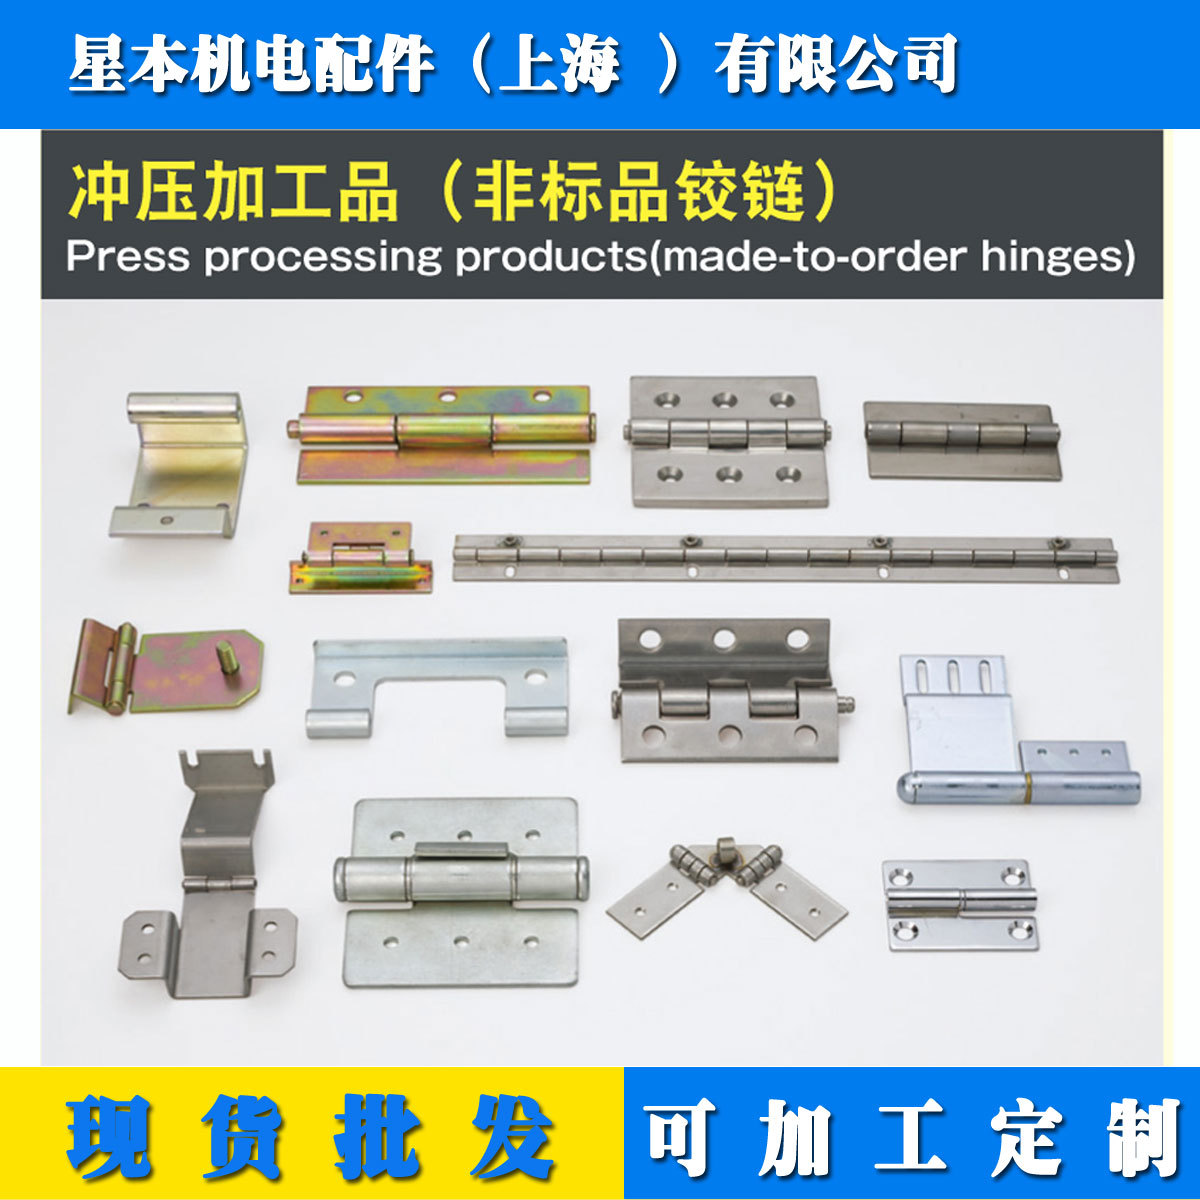 星本机电配件（上海 ）有限公司
冲压加工品（非标品铰链）
Press processing products(made-to-order hinges)
现货批发
可加工定制